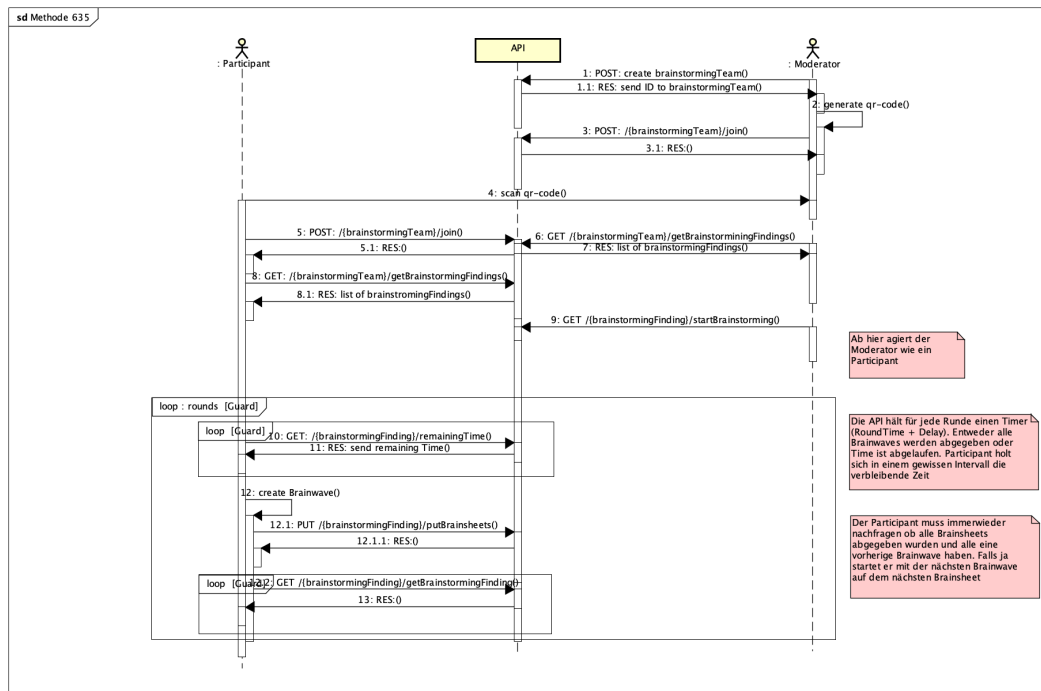 sd Methode 635
: Participant
API
: Moderator
1: POST: create brainstormingTeam()
1.1: RES: send ID to brainstormingTeam()
2: generate qr-code()
3: POST: /{brainstormingTeam}/join()
3.1: RES:()
4: scan qr-code()
5: POST: /{brainstormingTeam}/join()
6: GET /{brainstormingTeam}/getBrainstorminingFindings()
5.1: RES:()
7: RES: list of brainstormingFindings()
8: GET: /{brainstormingTeam}/getBrainstormingFindings()
8.1: RES: list of brainstromingFindings()
9: GET /{brainstormingFinding}/startBrainstorming()
Ab hier agiert der
Moderator wie ein
Participant
loop : rounds [Guard]
loop [Guard]
10: GET: /{brainstormingFinding}/remainingTime()
11: RES: send remaining Time()
Die API hält für jede Runde einen Timer
(RoundTime + Delay). Entweder alle
Brainwaves werden abgegeben oder
Time ist abgelaufen. Participant holt
sich in einem gewissen Intervall die
verbleibende Zeit
12: create Brainwave()
12.1: PUT /{brainstormingFinding}/putBrainsheets()
12.1.1: RES:()
Der Participant muss immerwieder
nachfragen ob alle Brainsheets
abgegeben wurden und alle eine
vorherige Brainwave haben. Falls ja
startet er mit der nächsten Brainwave
auf dem nächsten Brainsheet
loop [Guard]
12.2: GET /{brainstormingFinding}/getBrainstormingFinding()
13: RES:()